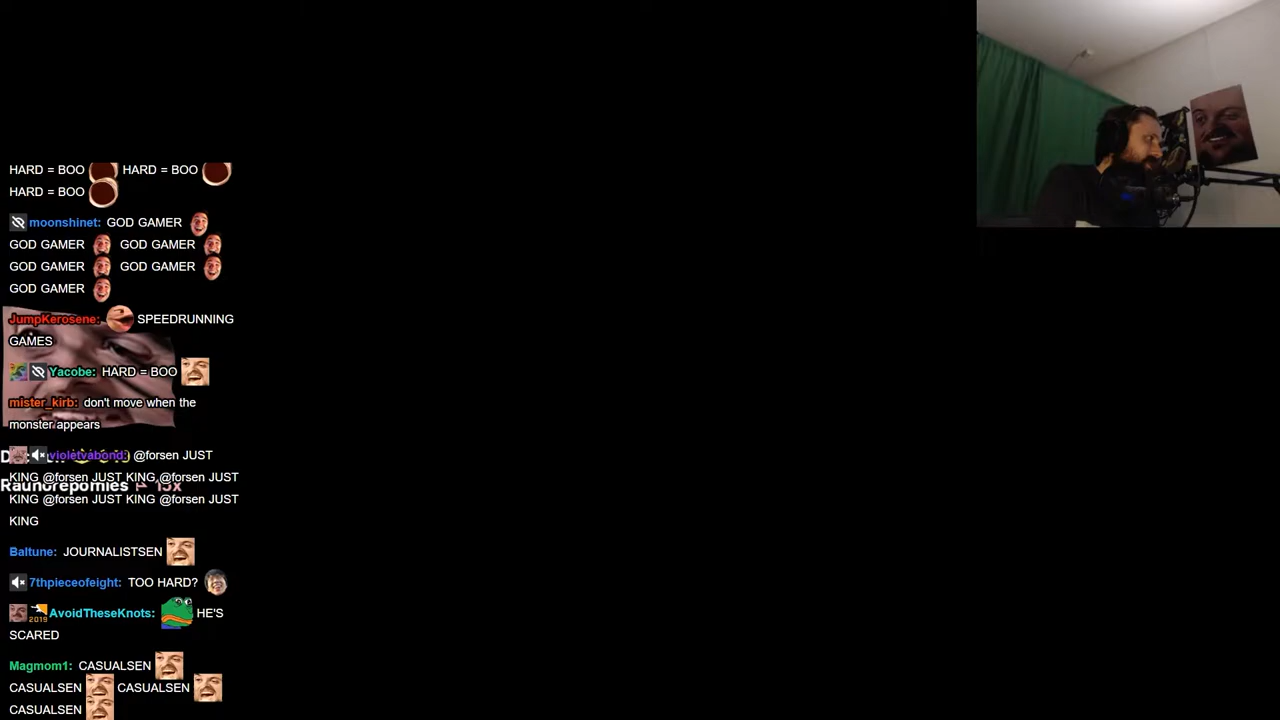 HARD = BOO HARD = BOO
HARD = BOO
moonshinet: GOD GAMER
GOD GAMER GOD GAMER
GOD GAMER GOD GAMER
GOD GAMER
JumpKerosene: SPEEDRUNNING
GAMES
Yacobe: HARD = BOO
mister_kirb: don't move when the
monster appears
violetvabond: @forsen JUST
KING @forsen JUST KING @forsen JUST
Raundrepomies 15x
KING @forsen JUST KING @forsen JUST
KING
Baltune: JOURNALISTSEN
7thpieceofeight: TOO HARD?
2019 AvoidTheseKnots: HE'S
SCARED
Magmom1: CASUALSEN
CASUALSEN CASUALSEN
CASUALSEN